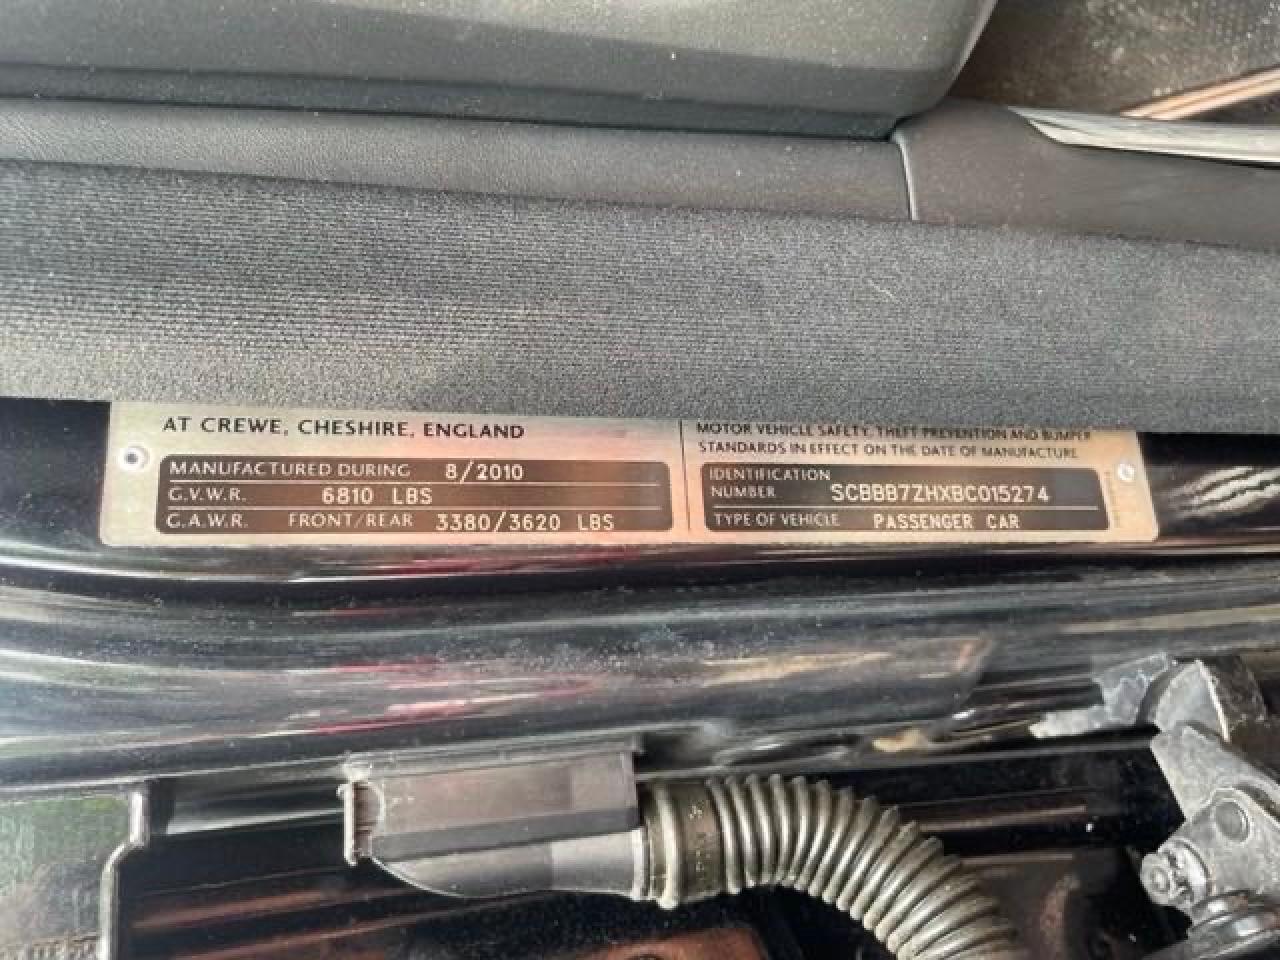 AT CREWE, CHESHIRE, ENGLAND
MANUFACTURED DURING 8/2010
G.V.W.R. 6810 LBS
G.A.W.R. FRONT/REAR 3380/3620 LBS
MOTOR VEHICLE SAFETY, THEFT PREVENTION AND BUMPER
STANDARDS IN EFFECT ON THE DATE OF MANUFACTURE
IDENTIFICATION
NUMBER SCBBB7ZHXBC015274
TYPE OF VEHICLE PASSENGER CAR